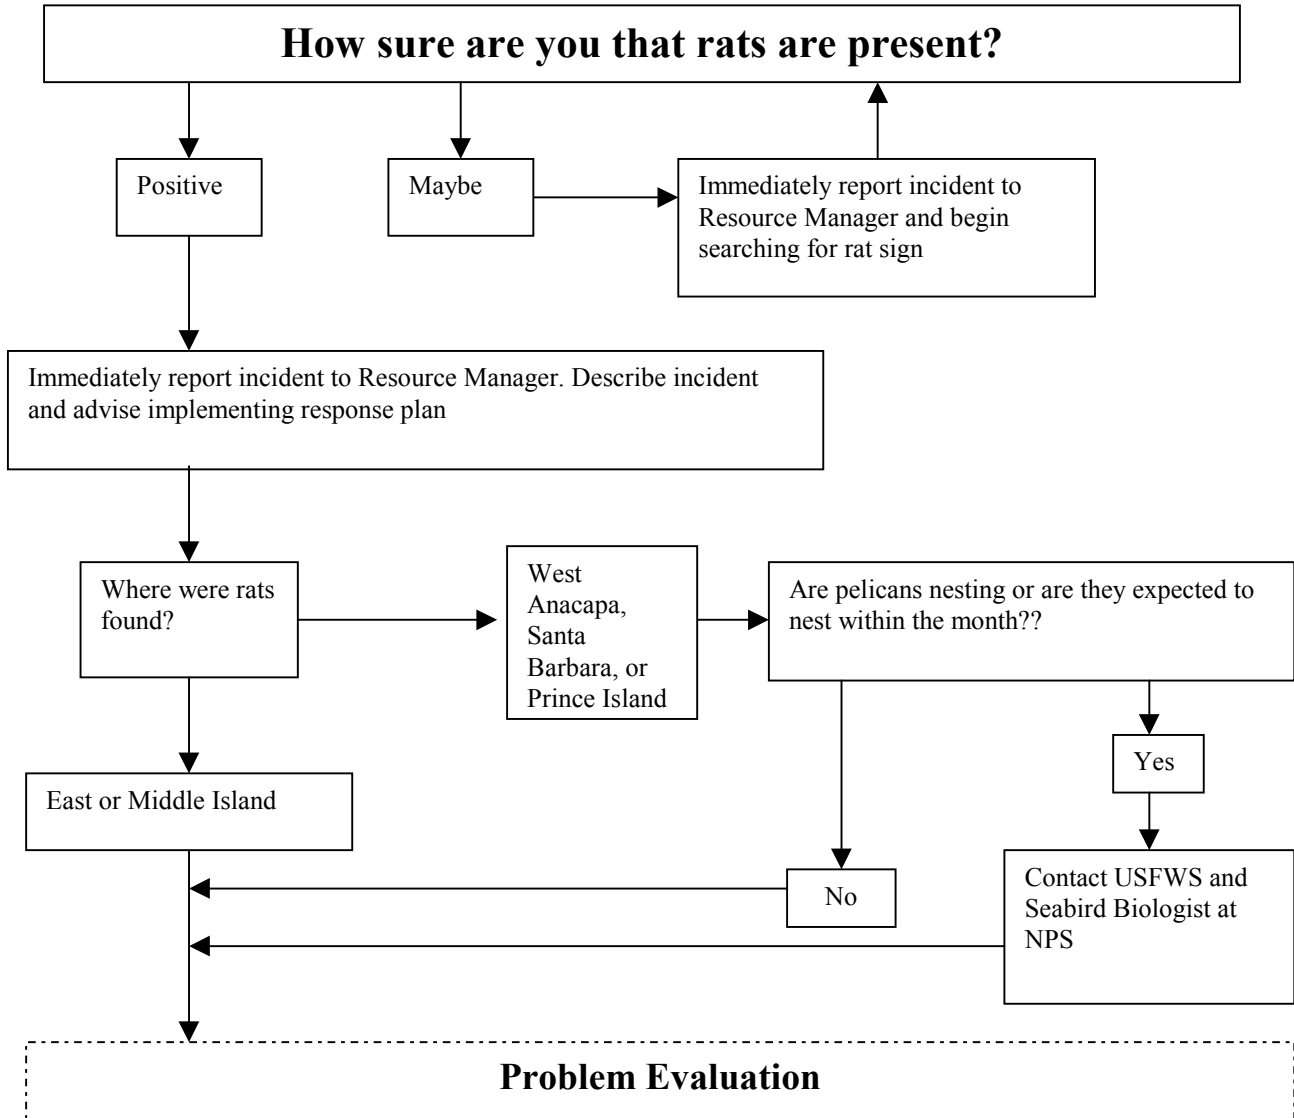 How sure are you that rats are present?
Positive
Maybe
Immediately report incident to
Resource Manager and begin
searching for rat sign
Immediately report incident to Resource Manager. Describe incident
and advise implementing response plan
Where were rats
found?
West
Anacapa,
Santa
Barbara, or
Prince Island
Are pelicans nesting or are they expected to
nest within the month??
Yes
East or Middle Island
No
Contact USFWS and
Seabird Biologist at
NPS
Problem Evaluation